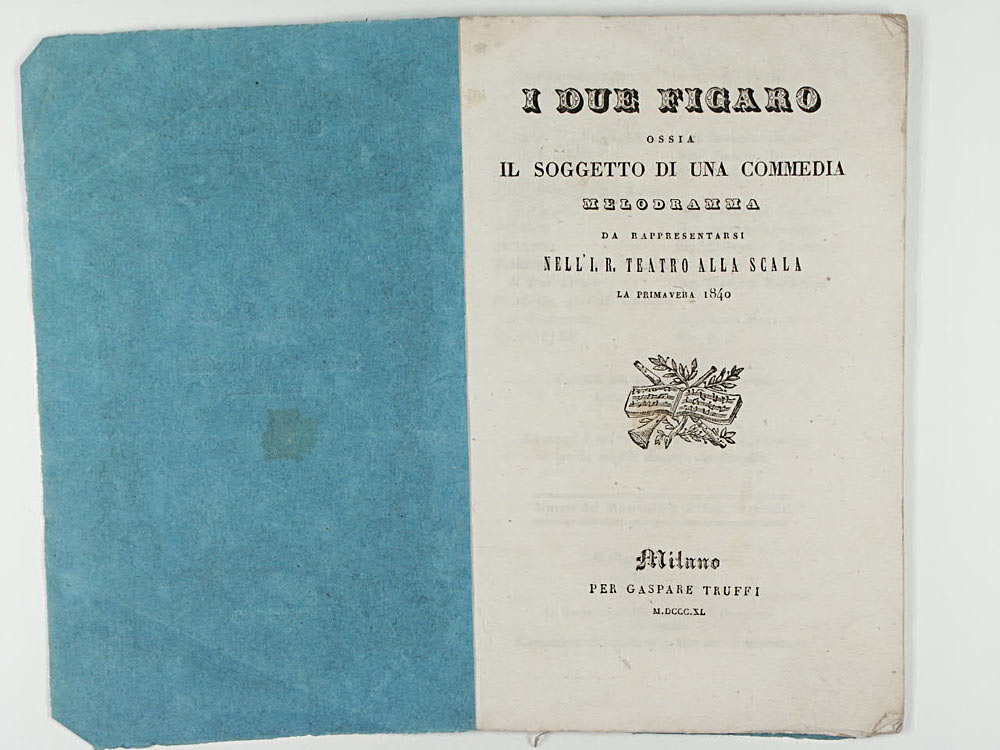 I DUE FIGARO
OSSIA
IL SOGGETTO DI UNA COMMEDIA
MELODRAMMA
DA RAPPRESENTARSI
NELL'I. R. TEATRO ALLA SCALA
LA PRIMAVERA 1840
Milano
PER GASPARE TRUFFI
M.DCCC.XL